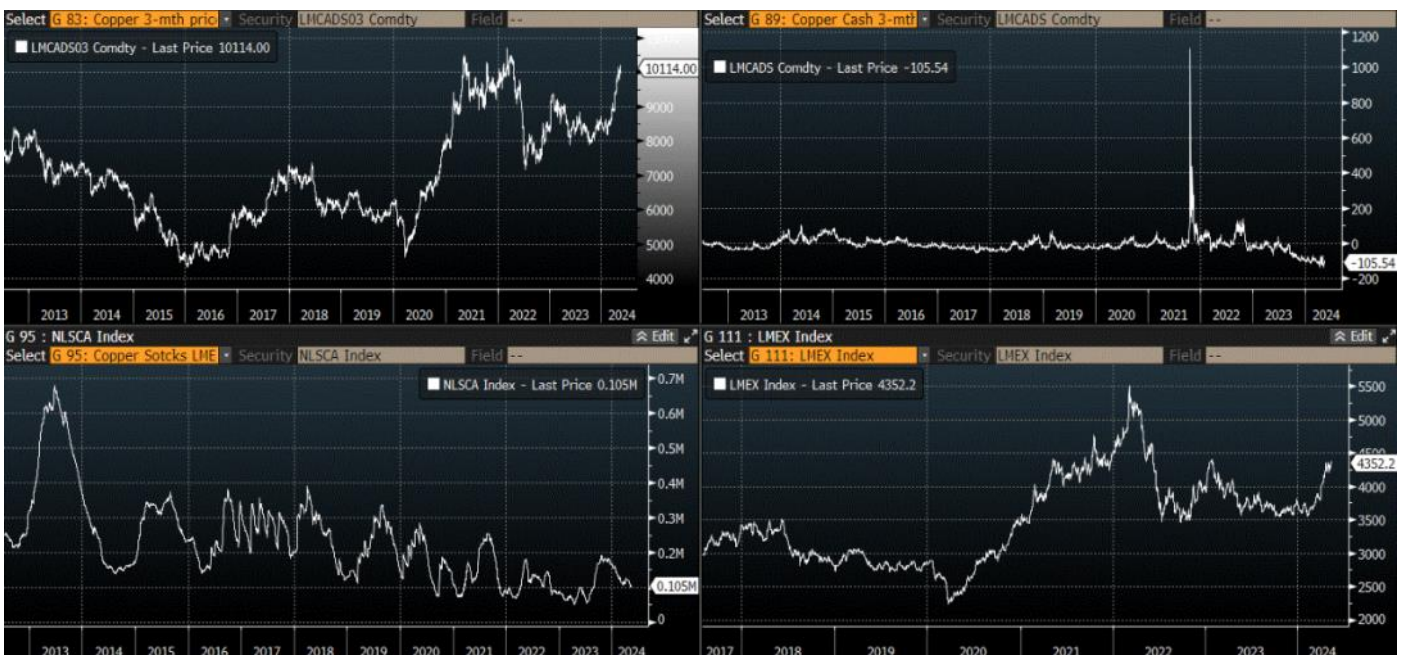 Select G 83: Copper 3-mth pric Security LMCADS03 Comdty Field --
LMCADS03 Comdty - Last Price 10114.00
10114.00
9000
8000
7000
6000
5000
4000
2013 2014 2015 2016 2017 2018 2019 2020 2021 2022 2023 2024
Select G 89: Copper Cash 3-mth Security LMCADS Comdty Field --
LMCADS Comdty - Last Price -105.54
1200
1000
800
600
400
200
0
-105.54
-200
2013 2014 2015 2016 2017 2018 2019 2020 2021 2022 2023 2024
G 95 : NLSCA Index Edit
Select G 95: Copper Sotcks LME Security NLSCA Index Field --
NLSCA Index - Last Price 0.105M
0.7M
0.6M
0.5M
0.4M
0.3M
0.2M
0.105M
0
2013 2014 2015 2016 2017 2018 2019 2020 2021 2022 2023 2024
G 111 : LMEX Index Edit
Select G 111: LMEX Index Security LMEX Index Field --
LMEX Index - Last Price 4352.2
5500
5000
4500
4352.2
4000
3500
3000
2500
2000
2017 2018 2019 2020 2021 2022 2023 2024